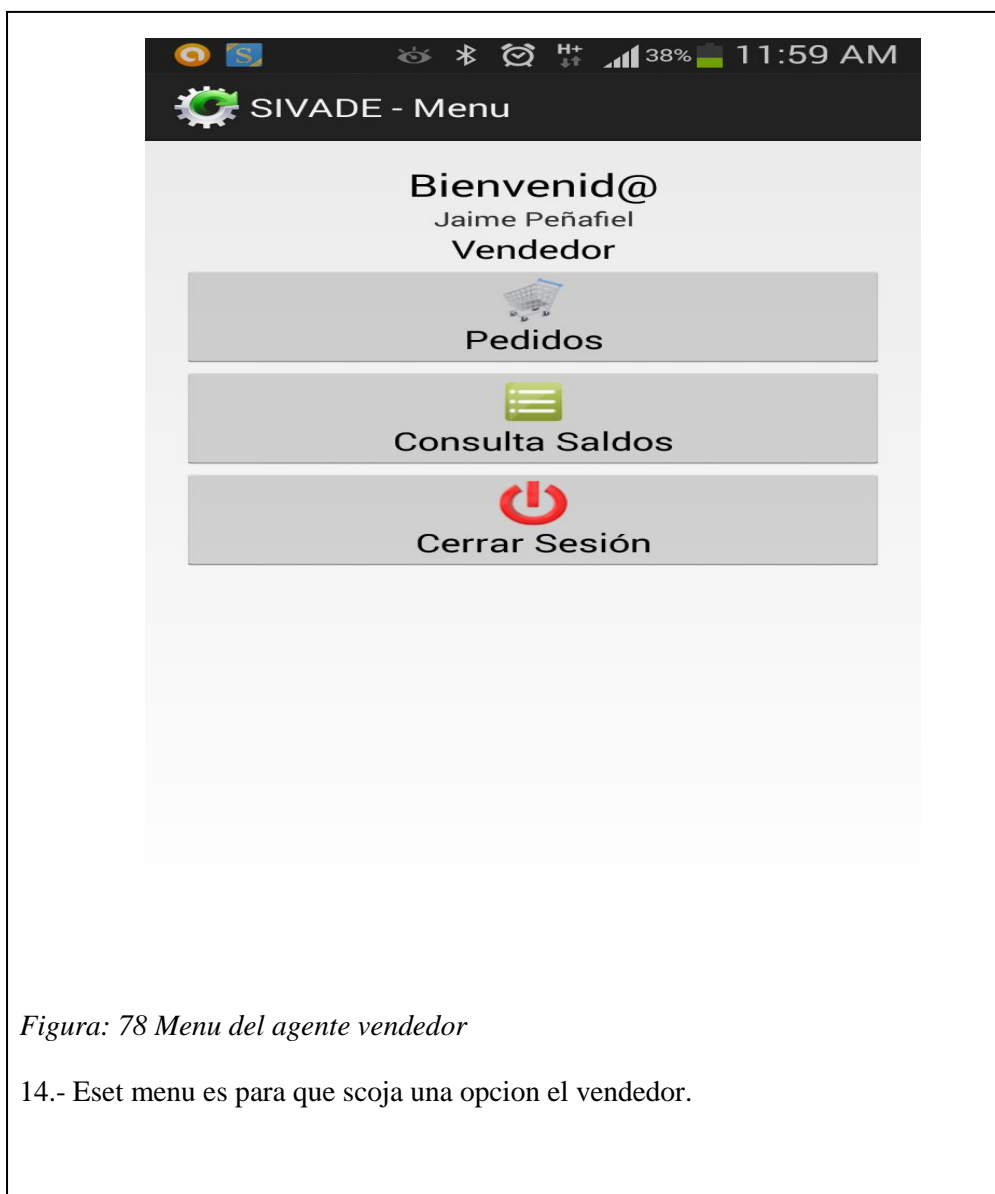 H+ 38% 11:59 AM
SIVADE - Menu
Bienvenid@
Jaime Peñafiel
Vendedor
Pedidos
Consulta Saldos
Cerrar Sesión
Figura: 78 Menu del agente vendedor
14.- Eset menu es para que scoja una opcion el vendedor.